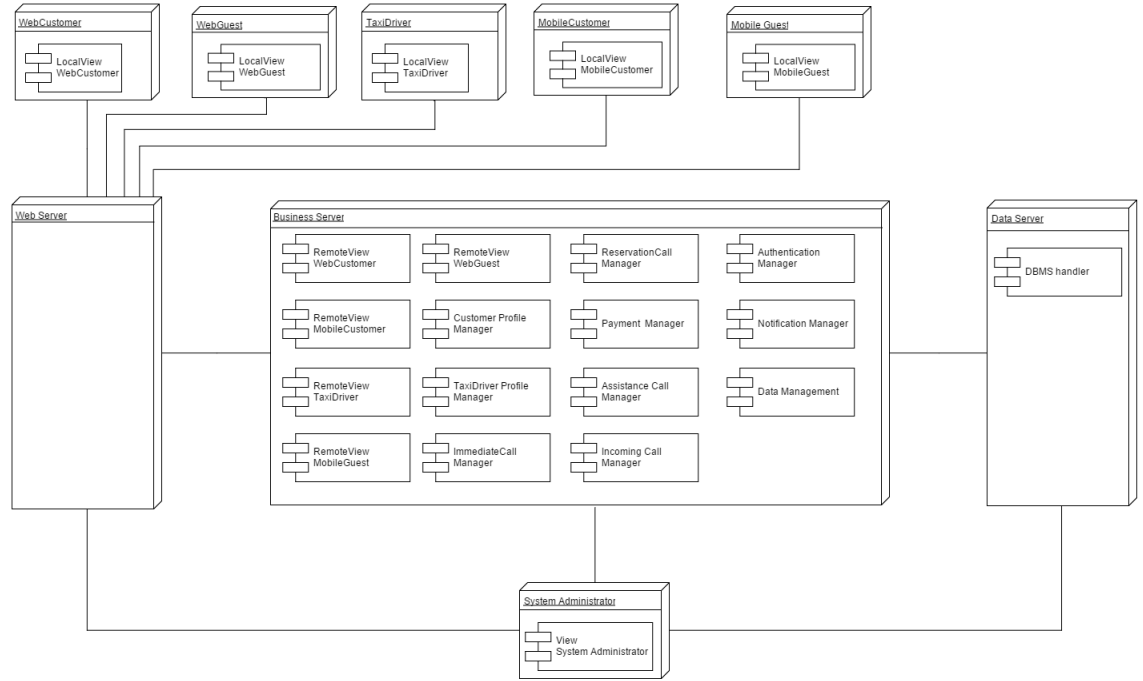 WebCustomer
LocalView
WebCustomer
WebGuest
LocalView
WebGuest
TaxiDriver
LocalView
TaxiDriver
MobileCustomer
LocalView
MobileCustomer
Mobile Guest
LocalView
MobileGuest
Web Server
Business Server
RemoteView
WebCustomer
RemoteView
WebGuest
ReservationCall
Manager
Authentication
Manager
RemoteView
MobileCustomer
Customer Profile
Manager
Payment Manager
Notification Manager
RemoteView
TaxiDriver
TaxiDriver Profile
Manager
Assistance Call
Manager
Data Management
RemoteView
MobileGuest
ImmediateCall
Manager
Incoming Call
Manager
Data Server
DBMS handler
System Administrator
View
System Administrator